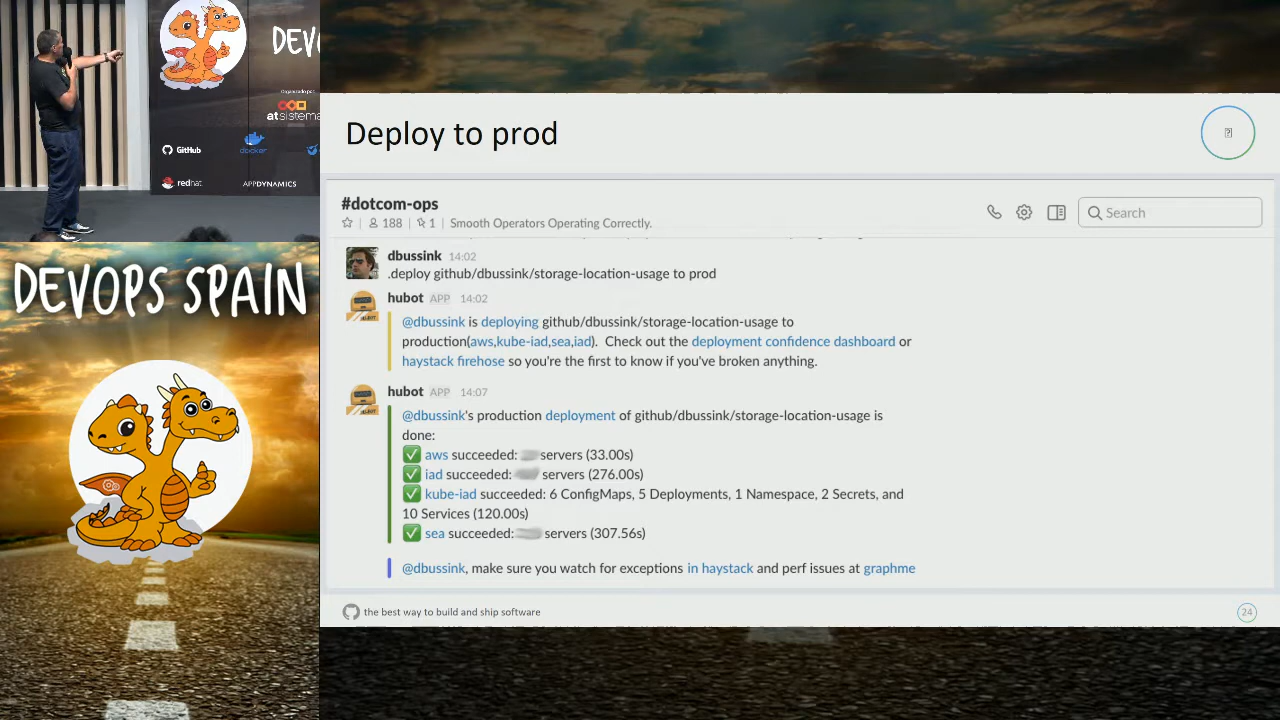 DEV
Organizado por:
atsistema
GitHub
docker
redhat
APPDYNAMICS
DEVOPS SPAIN
Deploy to prod
#dotcom-ops
188 | 1 | Smooth Operators Operating Correctly.
Search
dbussink 14:02
.deploy github/dbussink/storage-location-usage to prod
hubot APP 14:02
@dbussink is deploying github/dbussink/storage-location-usage to
production(aws,kube-iad,sea,iad). Check out the deployment confidence dashboard or
haystack firehose so you're the first to know if you've broken anything.
hubot APP 14:07
@dbussink's production deployment of github/dbussink/storage-location-usage is
done:
aws succeeded: servers (33.00s)
iad succeeded: servers (276.00s)
kube-iad succeeded: 6 ConfigMaps, 5 Deployments, 1 Namespace, 2 Secrets, and
10 Services (120.00s)
sea succeeded: servers (307.56s)
@dbussink, make sure you watch for exceptions in haystack and perf issues at graphme
the best way to build and ship software
24